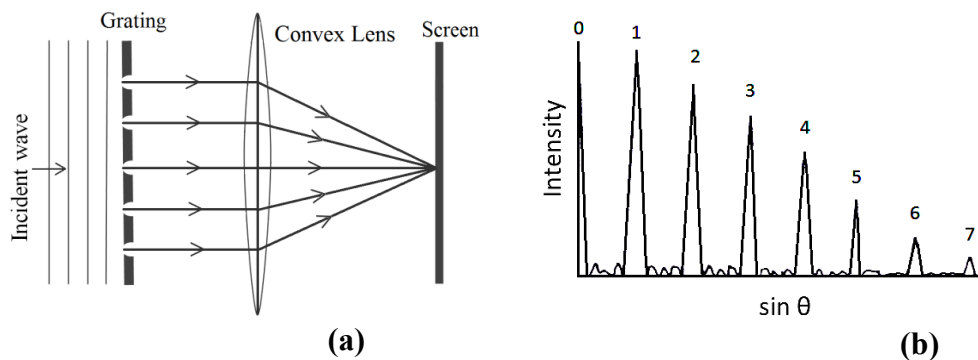 Grating
Convex Lens
Screen
Incident wave
(a)
0
1
2
3
4
5
6
7
Intensity
sin θ
(b)